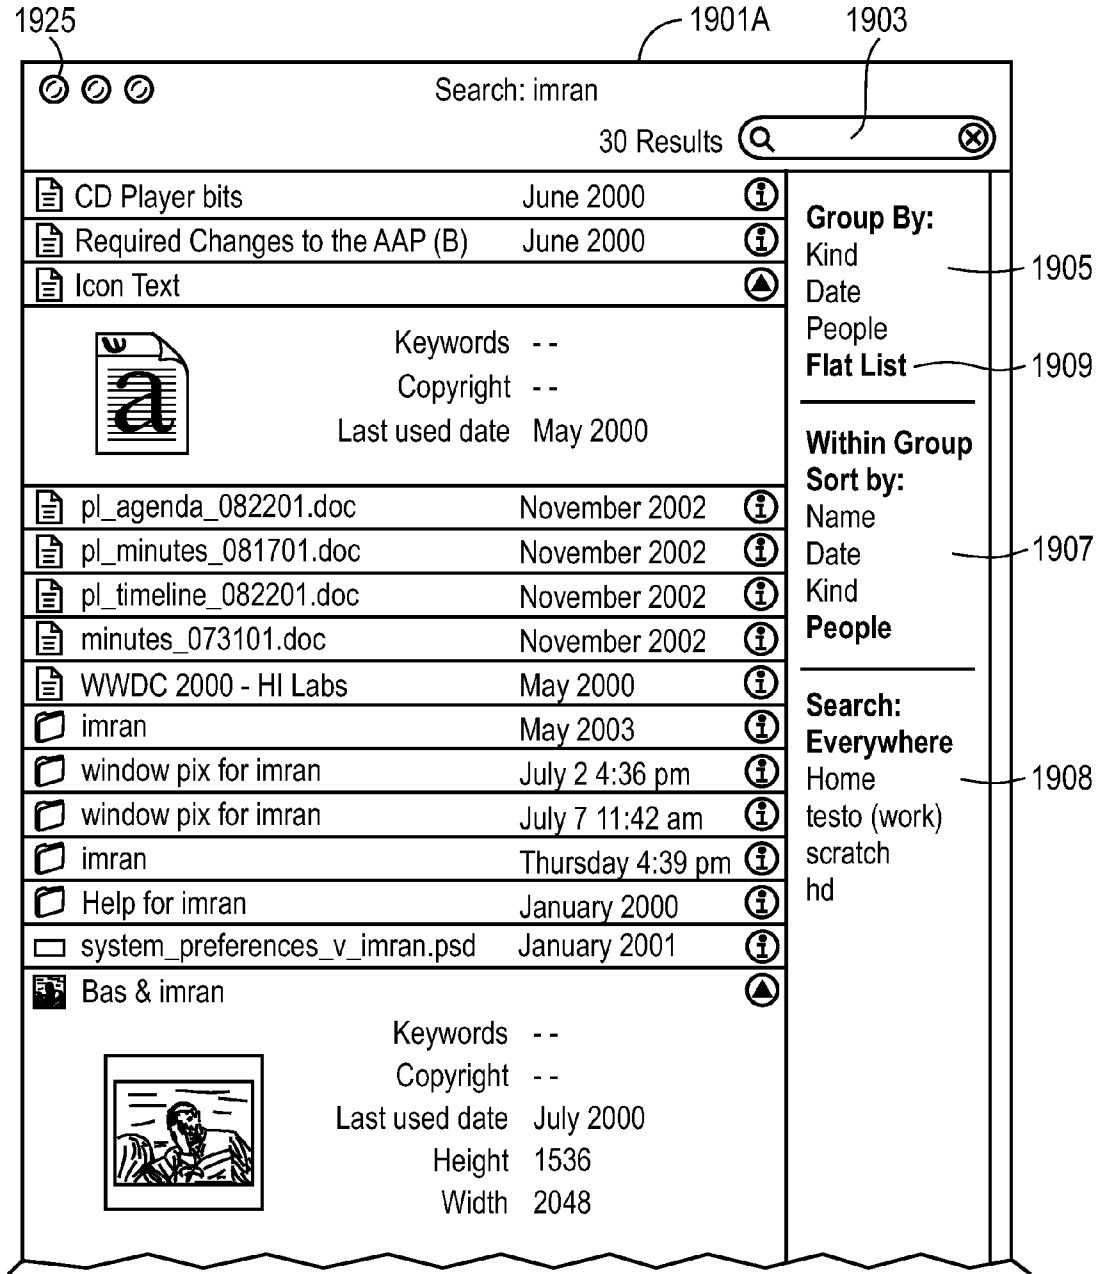 1925
1901A
1903
Search: imran
30 Results
CD Player bits June 2000
Required Changes to the AAP (B) June 2000
Icon Text
Keywords - -
Copyright - -
Last used date May 2000
pl_agenda_082201.doc November 2002
pl_minutes_081701.doc November 2002
pl_timeline_082201.doc November 2002
minutes_073101.doc November 2002
WWDC 2000 - HI Labs May 2000
imran May 2003
window pix for imran July 2 4:36 pm
window pix for imran July 7 11:42 am
imran Thursday 4:39 pm
Help for imran January 2000
system_preferences_v_imran.psd January 2001
Bas & imran
Keywords - -
Copyright - -
Last used date July 2000
Height 1536
Width 2048
Group By:
Kind
Date
People
Flat List
Within Group
Sort by:
Name
Date
Kind
People
Search:
Everywhere
Home
testo (work)
scratch
hd
1905
1909
1907
1908
W
a